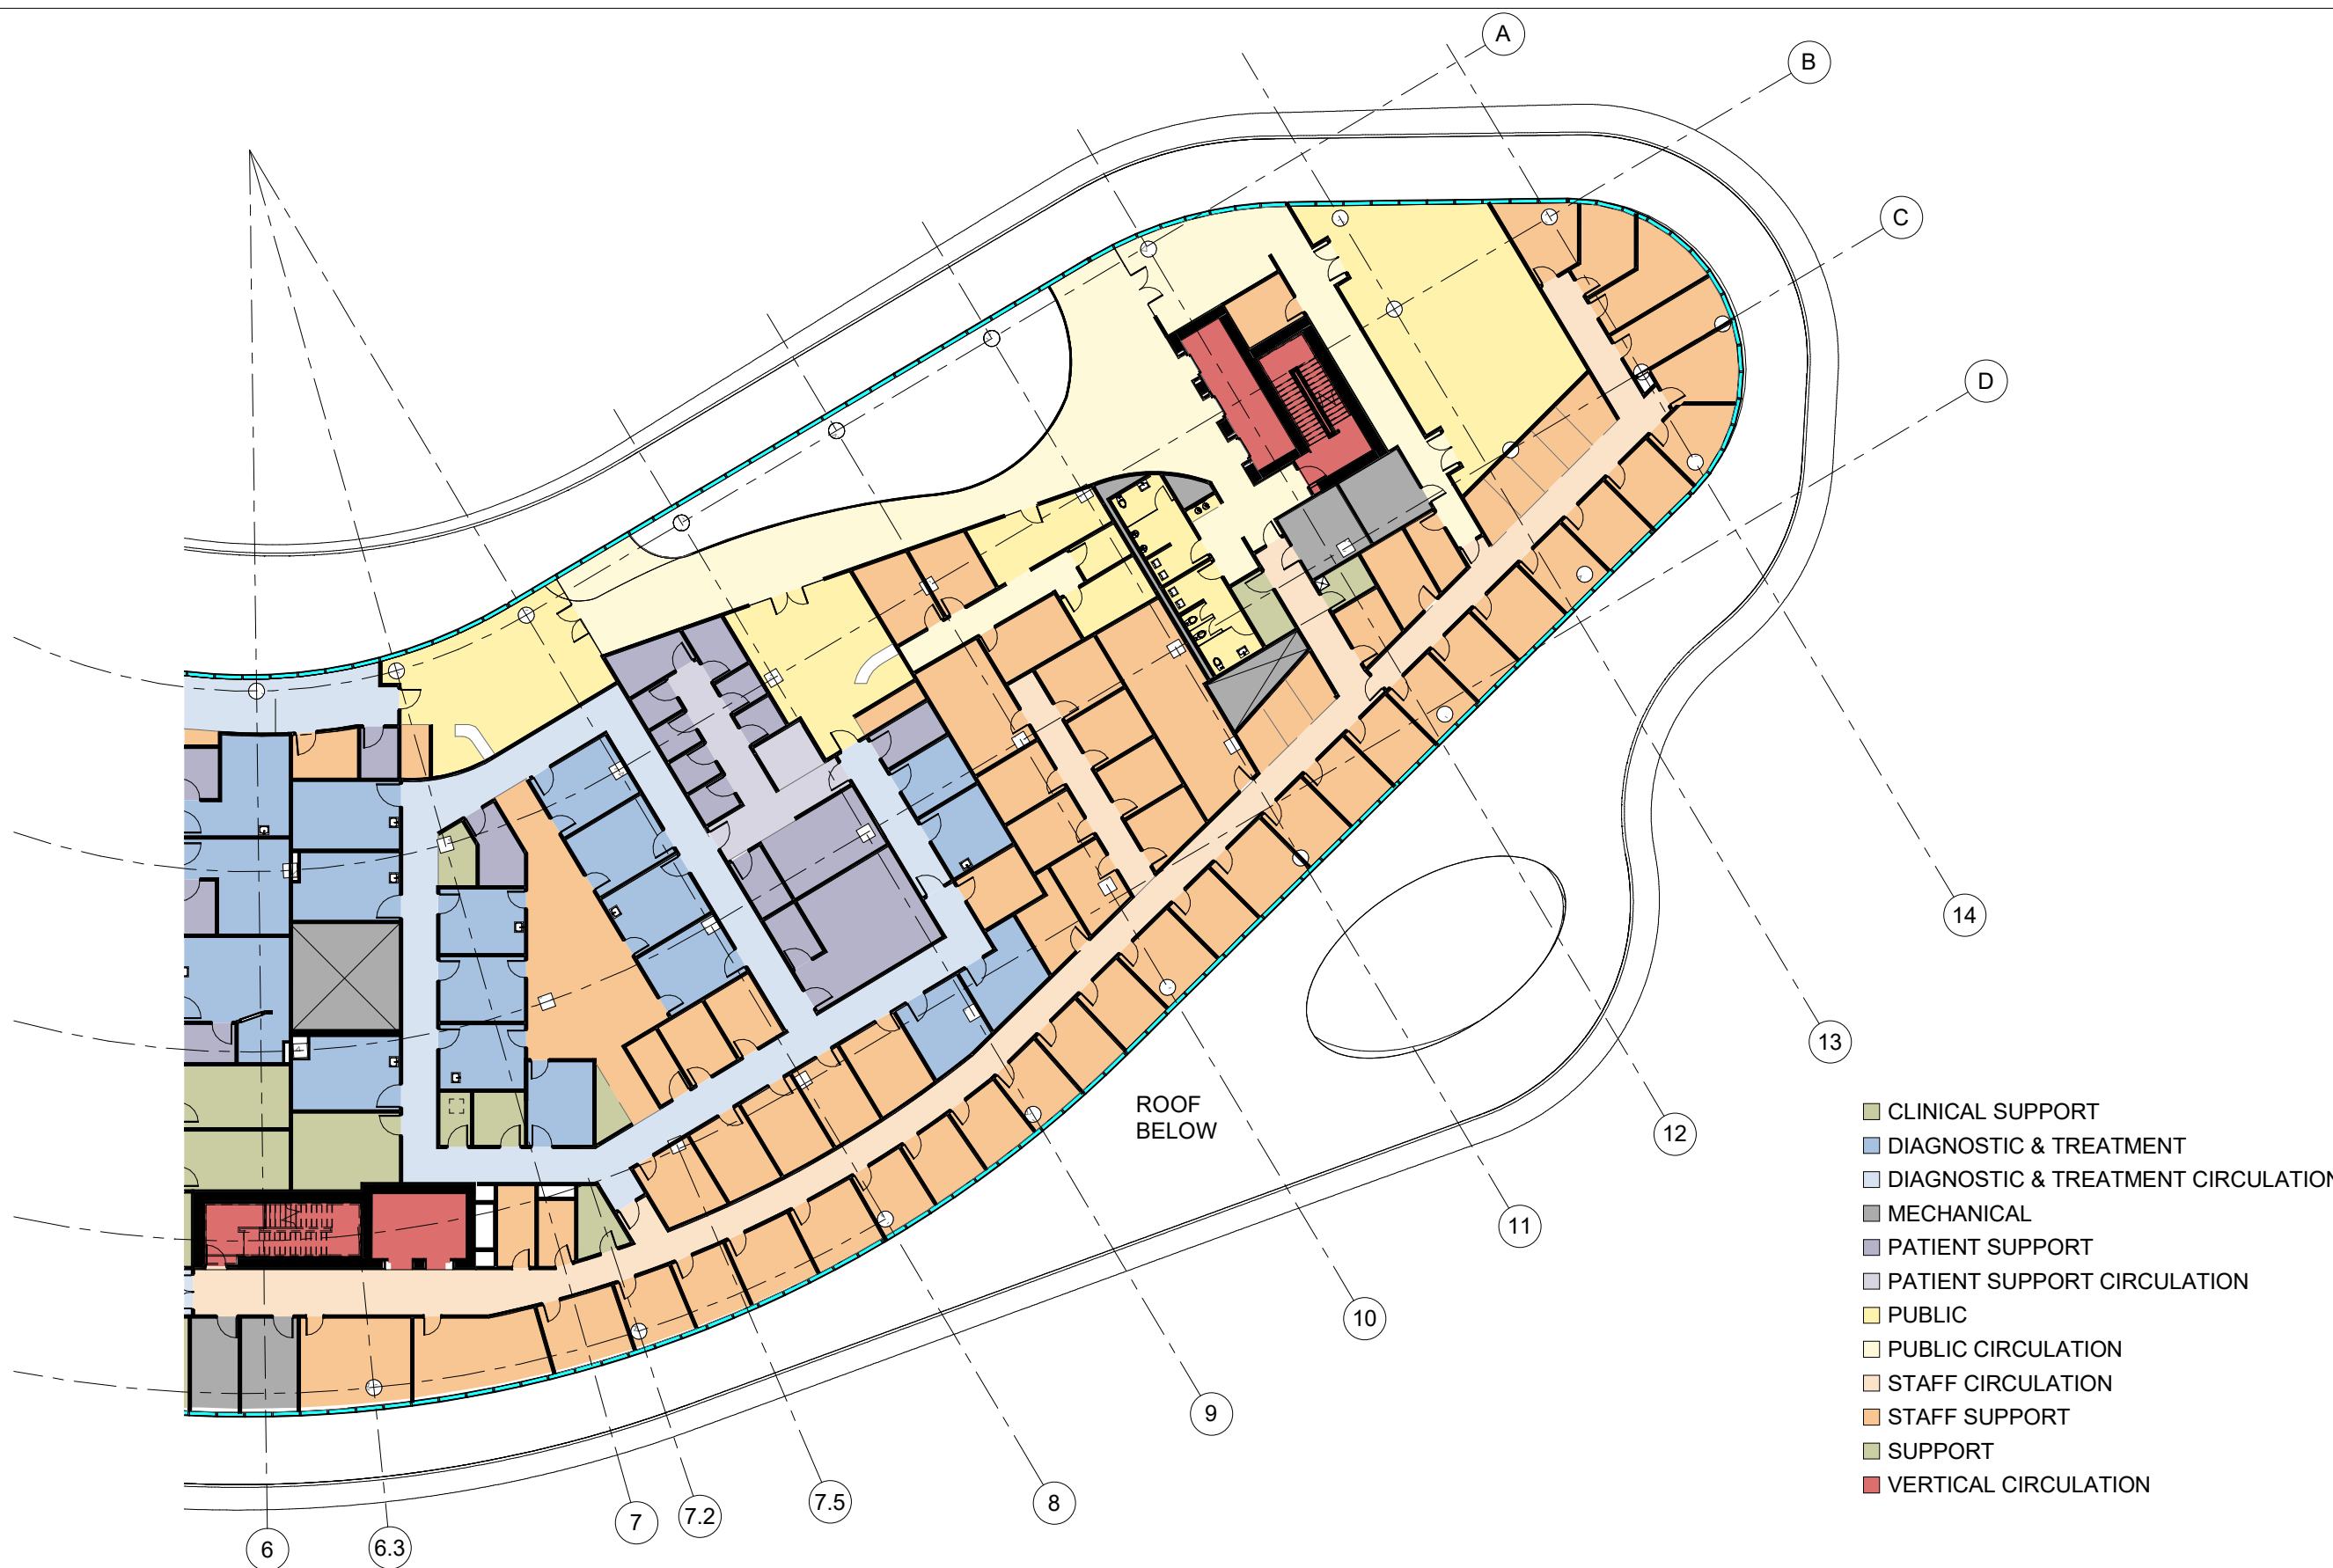 A
B
C
D
14
13
12
11
10
9
8
7.5
7.2
7
6.3
6
ROOF
BELOW
CLINICAL SUPPORT
DIAGNOSTIC & TREATMENT
DIAGNOSTIC & TREATMENT CIRCULATION
MECHANICAL
PATIENT SUPPORT
PATIENT SUPPORT CIRCULATION
PUBLIC
PUBLIC CIRCULATION
STAFF CIRCULATION
STAFF SUPPORT
SUPPORT
VERTICAL CIRCULATION